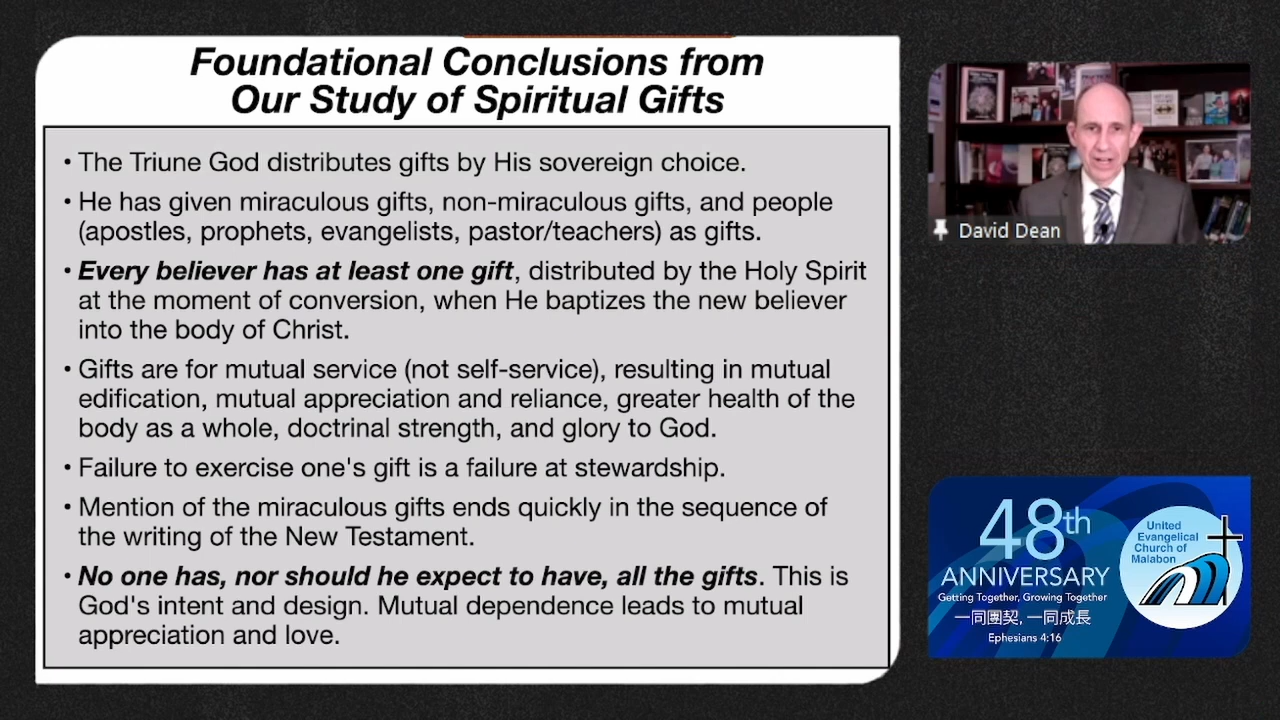 Foundational Conclusions from
Our Study of Spiritual Gifts
• The Triune God distributes gifts by His sovereign choice.
• He has given miraculous gifts, non-miraculous gifts, and people
(apostles, prophets, evangelists, pastor/teachers) as gifts.
• Every believer has at least one gift, distributed by the Holy Spirit
at the moment of conversion, when He baptizes the new believer
into the body of Christ.
• Gifts are for mutual service (not self-service), resulting in mutual
edification, mutual appreciation and reliance, greater health of the
body as a whole, doctrinal strength, and glory to God.
• Failure to exercise one's gift is a failure at stewardship.
• Mention of the miraculous gifts ends quickly in the sequence of
the writing of the New Testament.
• No one has, nor should he expect to have, all the gifts. This is
God's intent and design. Mutual dependence leads to mutual
appreciation and love.
David Dean
48th
ANNIVERSARY
Getting Together, Growing Together
一同團契, 一同成長
Ephesians 4:16
United
Evangelical
Church of
Malabon